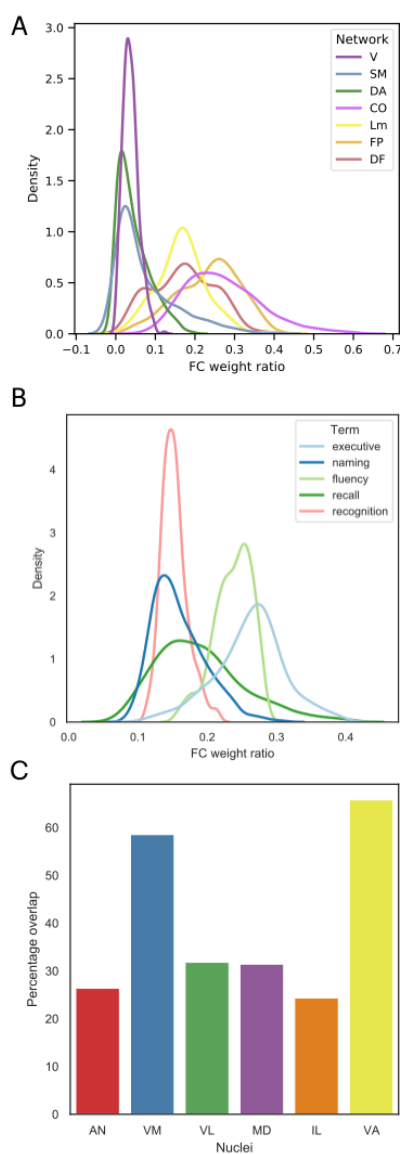 A
3.0
2.5
2.0
1.5
1.0
0.5
0.0
Density
Network
V
SM
DA
CO
Lm
FP
DF
−0.1 0.0 0.1 0.2 0.3 0.4 0.5 0.6 0.7
FC weight ratio
B
4
3
2
1
0
Density
Term
executive
naming
fluency
recall
recognition
0.0 0.1 0.2 0.3 0.4
FC weight ratio
C
60
50
40
30
20
10
0
Percentage overlap
AN VM VL MD IL VA
Nuclei